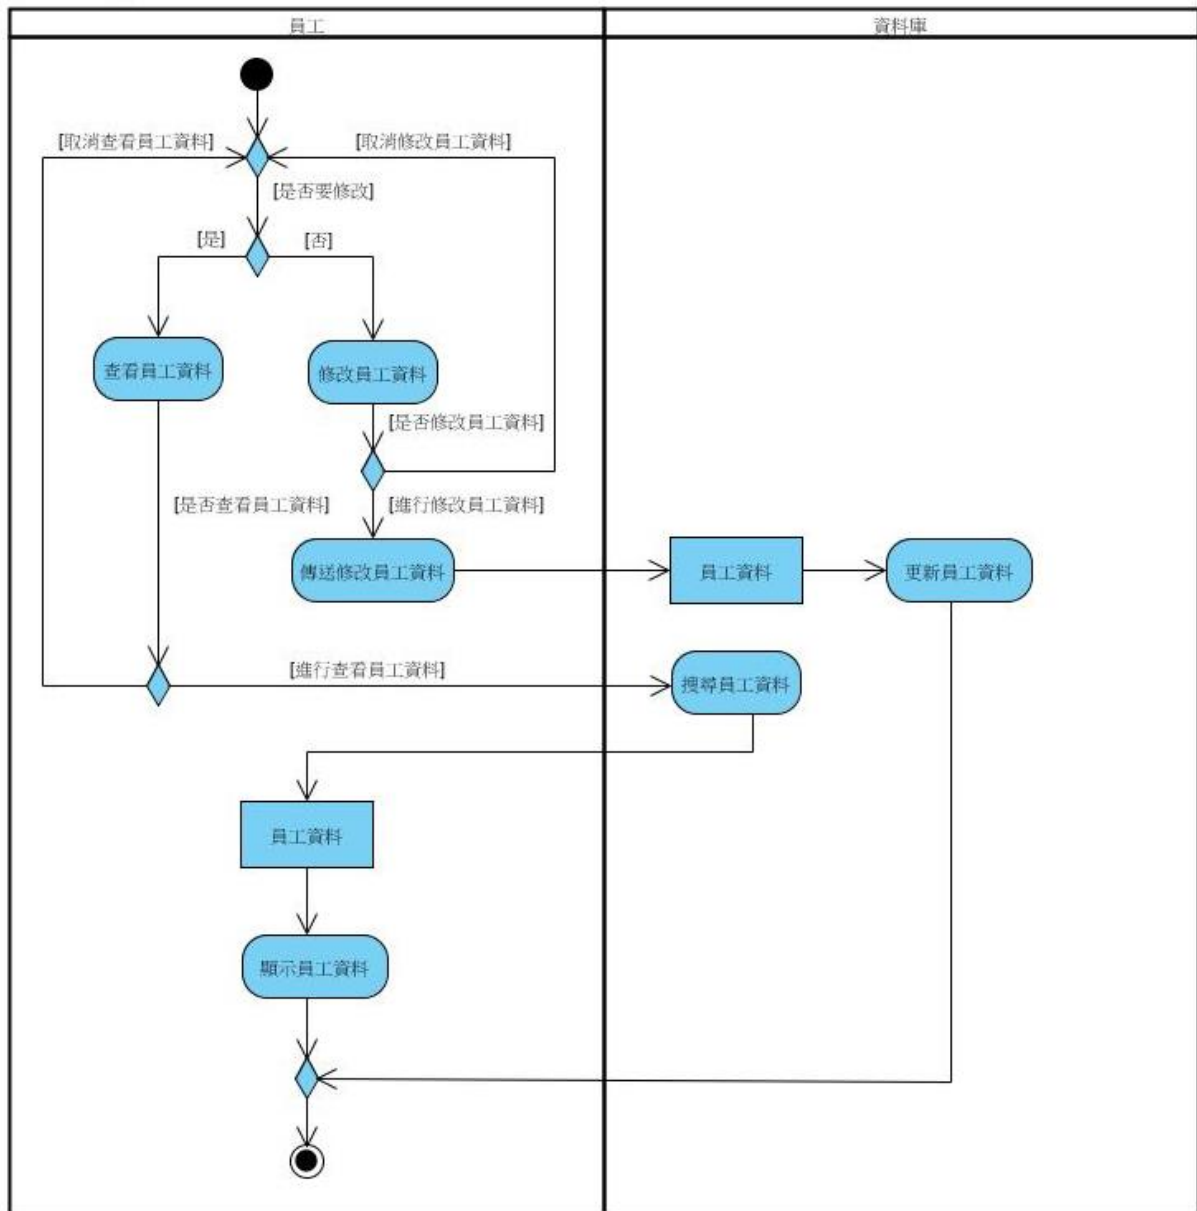 員工
資料庫
[取消查看員工資料]
[取消修改員工資料]
[是否要修改]
[是]
[否]
查看員工資料
修改員工資料
[是否修改員工資料]
[是否查看員工資料]
[進行修改員工資料]
傳送修改員工資料
員工資料
更新員工資料
[進行查看員工資料]
搜尋員工資料
員工資料
顯示員工資料